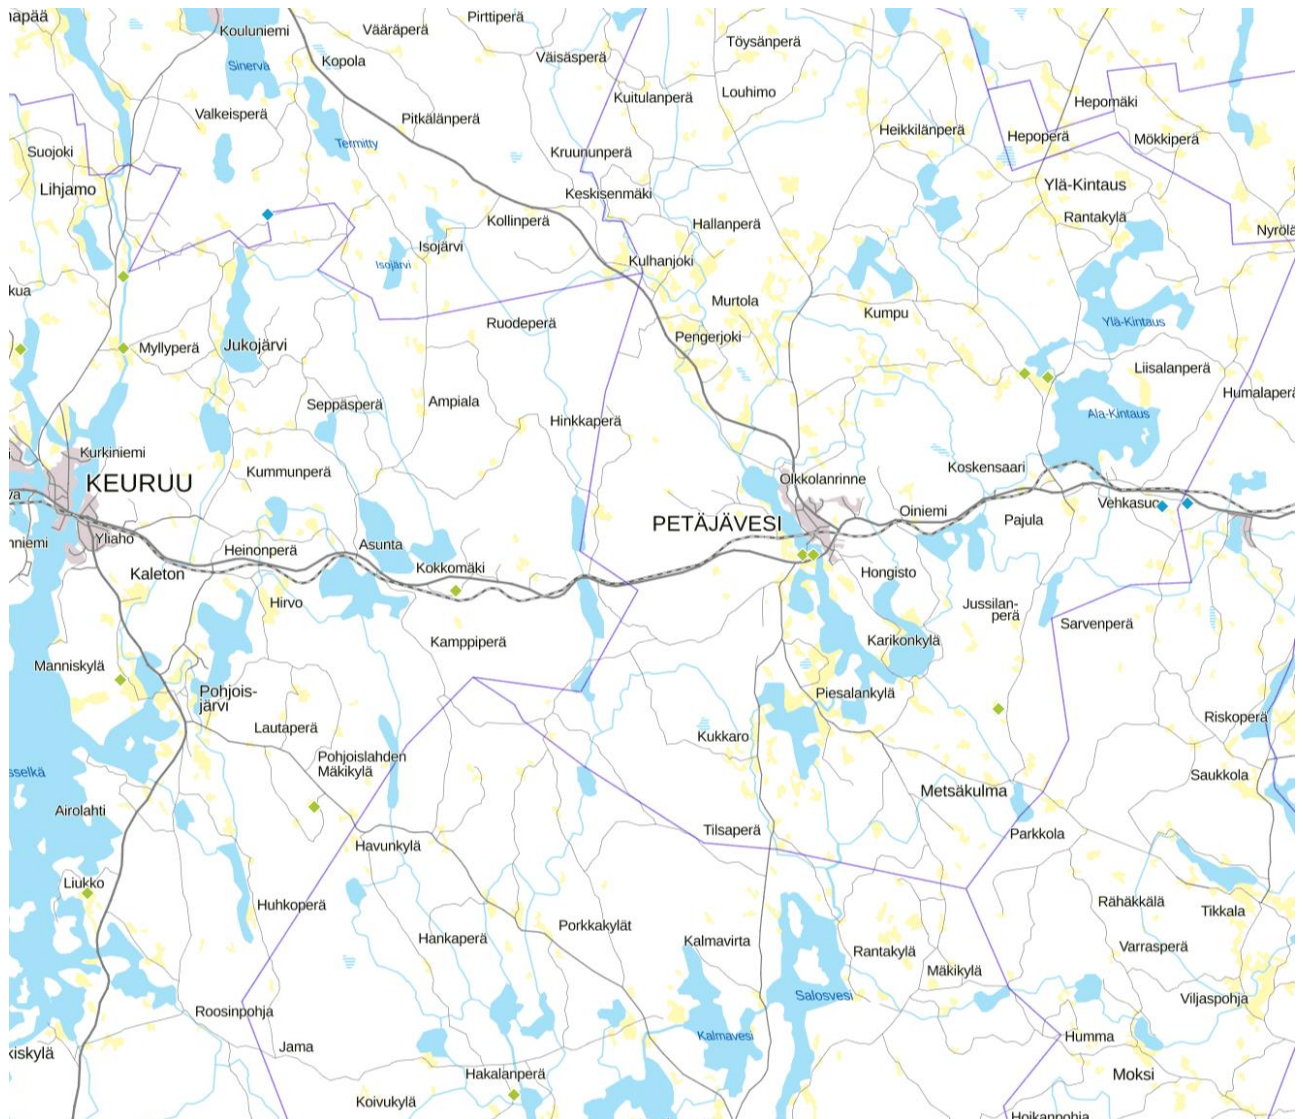 Pirttiperä
Kouluniemi
Vääräperä
Töysänperä
Väisäsperä
Kopola
Sinervä
Louhimo
Kuitulanperä
Hepomäki
Valkeisperä
Pitkälänperä
Heikkilänperä
Hepoperä
Mökkiperä
Termitty
Suojoki
Kruununperä
Lihjamo
Ylä-Kintaus
Keskisenmäki
Rantakylä
Kollinperä
Hallanperä
Nyrölä
Isojärvi
Isojärvi
Kulhanjoki
Murtola
Kumpu
Ruodeperä
Ylä-Kintaus
Pengerjoki
Myllyperä
Jukojärvi
Liisalanperä
Humalaperä
Seppäsperä
Ampiala
Ala-Kintaus
Hinkkaperä
Kurkiniemi
Kummunperä
Koskensaari
KEURUU
Olkkolanrinne
Vehkasuo
Oiniemi
Pajula
PETÄJÄVESI
Yliaho
Heinonperä
Asunta
Kaleton
Kokkomäki
Hongisto
Hirvo
Jussilan-
perä
Sarvenperä
Kamppiperä
Karikonkylä
Manniskylä
Pohjois-
järvi
Piesalankylä
Lautaperä
Kukkaro
Riskoperä
Pohjoislahden
Mäkikylä
sselkä
Saukkola
Metsäkulma
Airolahti
Tilsaperä
Parkkola
Havunkylä
Liukko
Huhkoperä
Rähäkkälä
Tikkala
Porkkakylät
Hankaperä
Kalmavirta
Varrasperä
Rantakylä
Mäkikylä
Salosvesi
Viljaspohja
Roosinpohja
Kalmavesi
Humma
Jama
kiskylä
Hakalanperä
Moksi
Koivukylä
Hoikanpohja